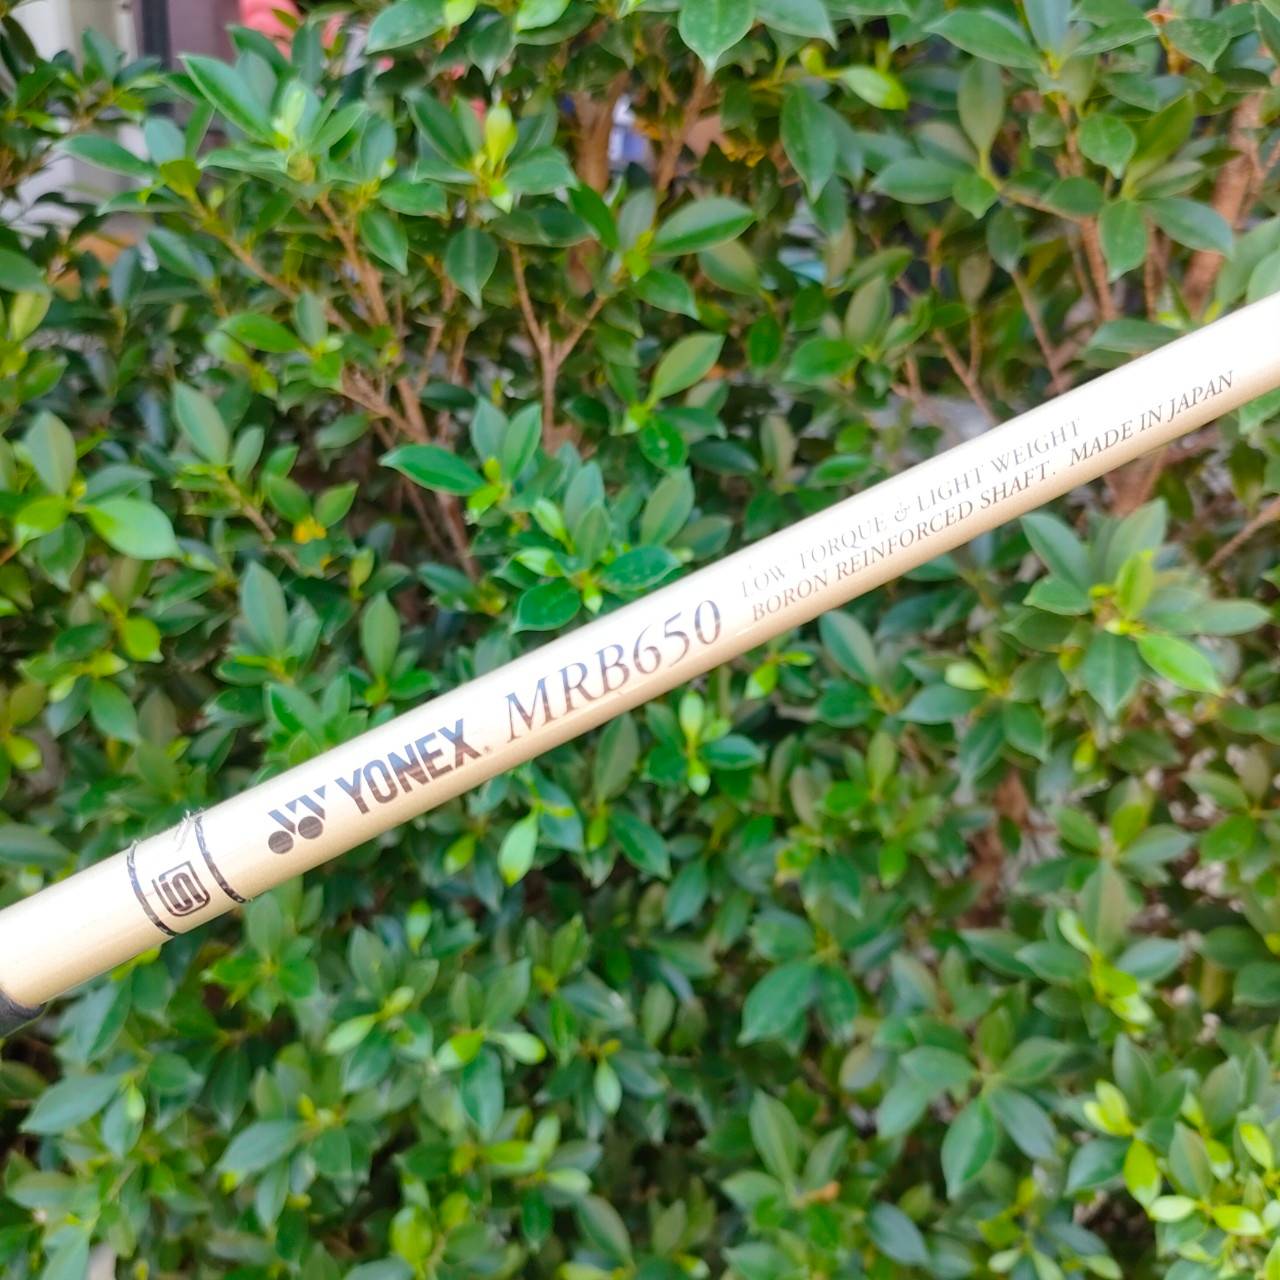 S
YONEX® MRB650
LOW TORQUE & LIGHT WEIGHT
BORON REINFORCED SHAFT. MADE IN JAPAN